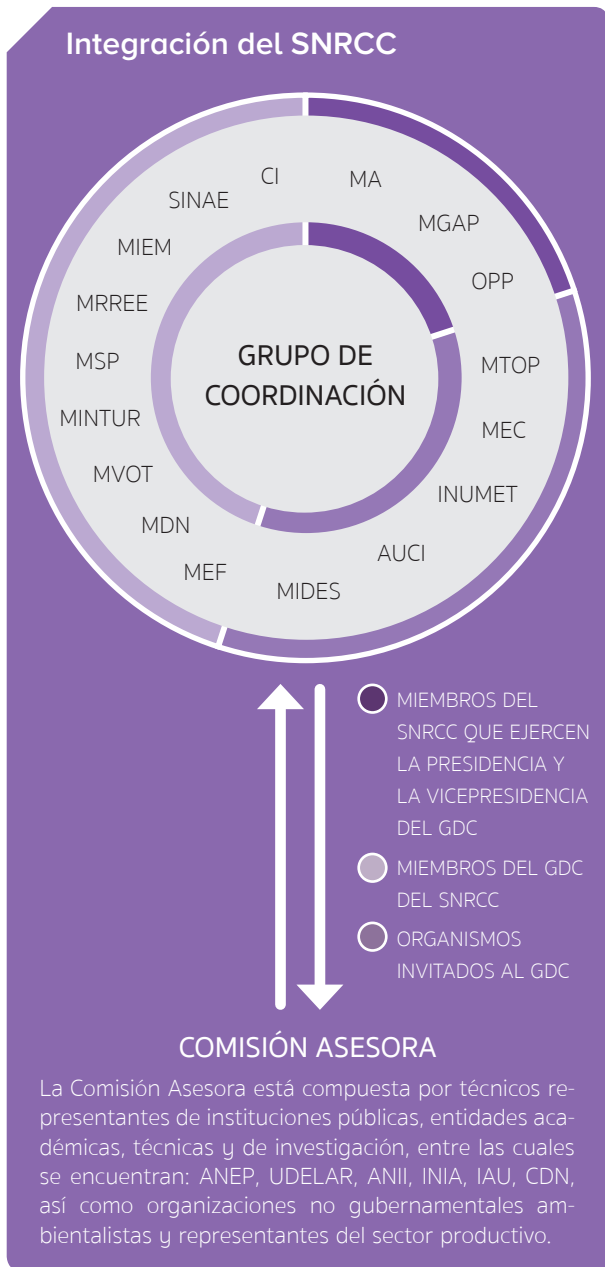 Integración del SNRCC
CI
MA
SINAE
MGAP
MIEM
OPP
MRREE
MSP
MTOP
MINTUR
MEC
MVOT
INUMET
MDN
AUCI
MEF
MIDES
GRUPO DE
COORDINACIÓN
MIEMBROS DEL
SNRCC QUE EJERCEN
LA PRESIDENCIA Y
LA VICEPRESIDENCIA
DEL GDC
MIEMBROS DEL GDC
DEL SNRCC
ORGANISMOS
INVITADOS AL GDC
COMISIÓN ASESORA
La Comisión Asesora está compuesta por técnicos re-
presentantes de instituciones públicas, entidades aca-
démicas, técnicas y de investigación, entre las cuales
se encuentran: ANEP, UDELAR, ANII, INIA, IAU, CDN,
así como organizaciones no gubernamentales am-
bientalistas y representantes del sector productivo.